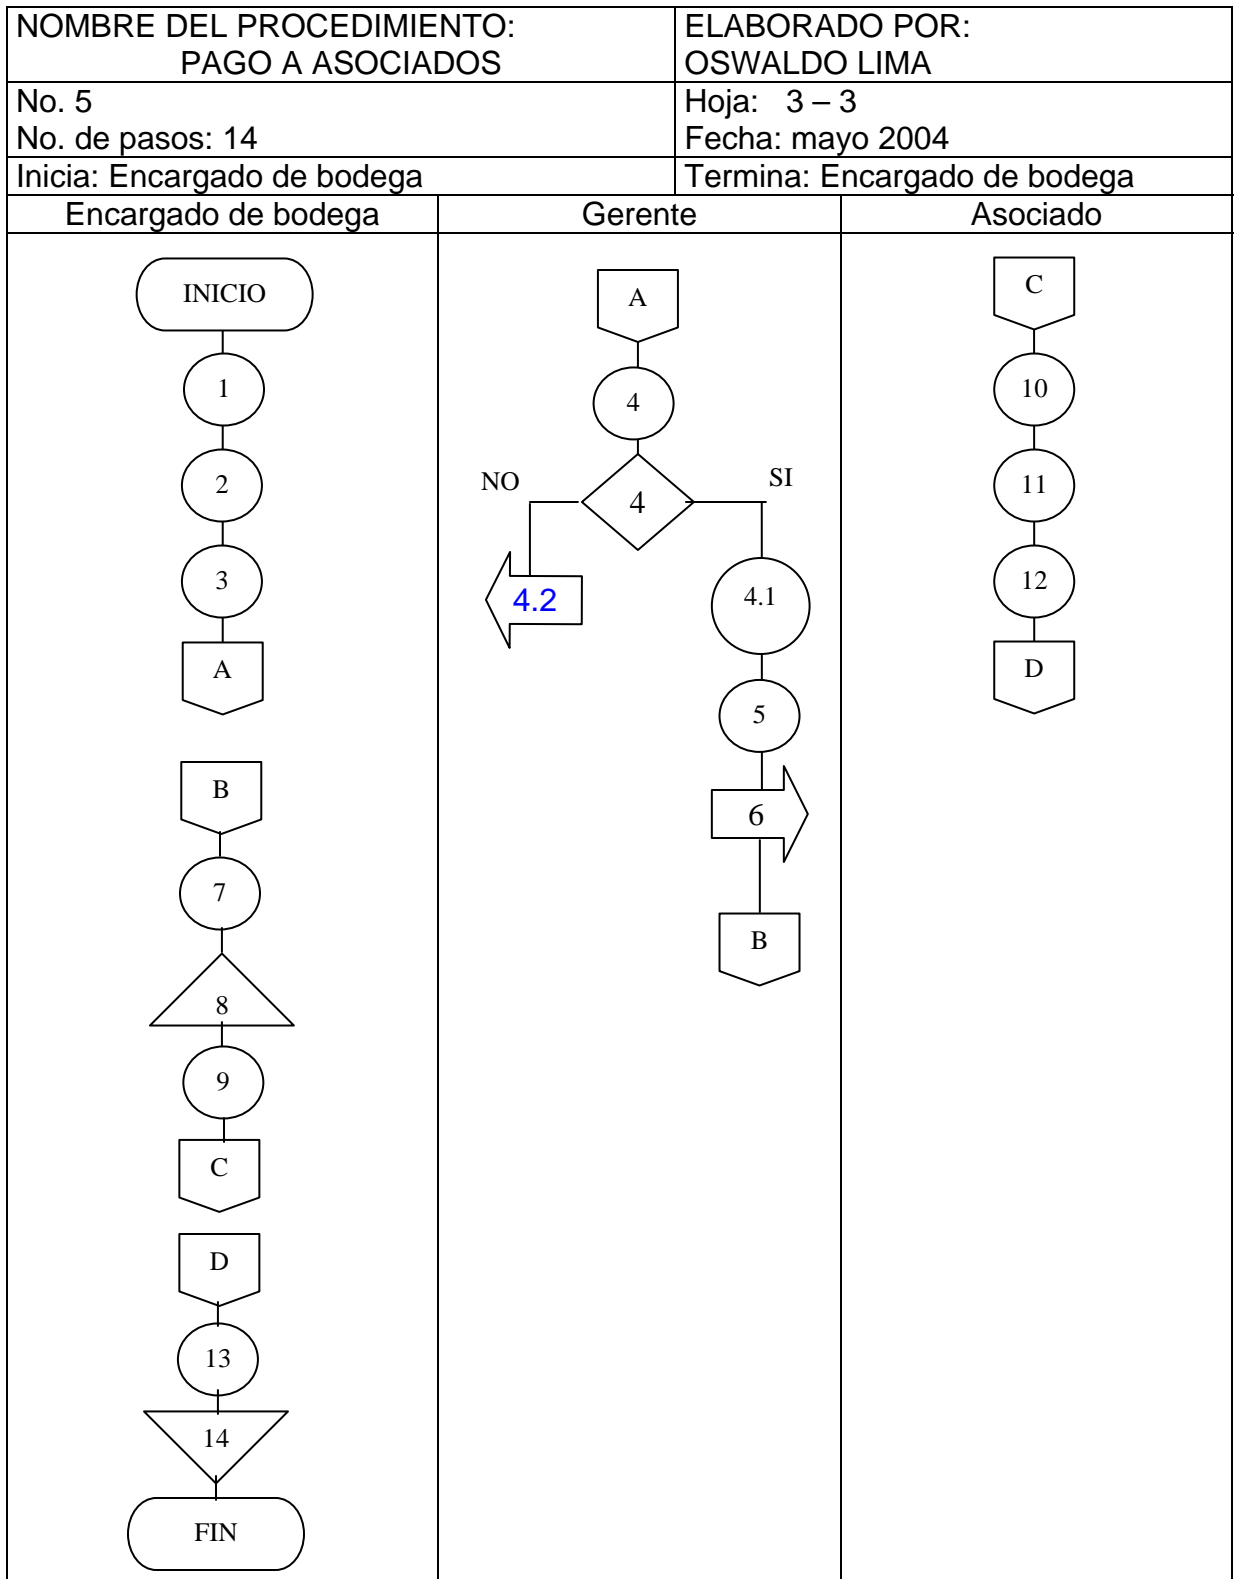 NOMBRE DEL PROCEDIMIENTO:
PAGO A ASOCIADOS
ELABORADO POR:
OSWALDO LIMA
No. 5
No. de pasos: 14
Hoja: 3 – 3
Fecha: mayo 2004
Inicia: Encargado de bodega
Termina: Encargado de bodega
Encargado de bodega
Gerente
Asociado
INICIO
1
2
3
A
B
7
8
9
C
D
13
14
FIN
A
4
NO
4
SI
4.2
4.1
5
6
B
C
10
11
12
D